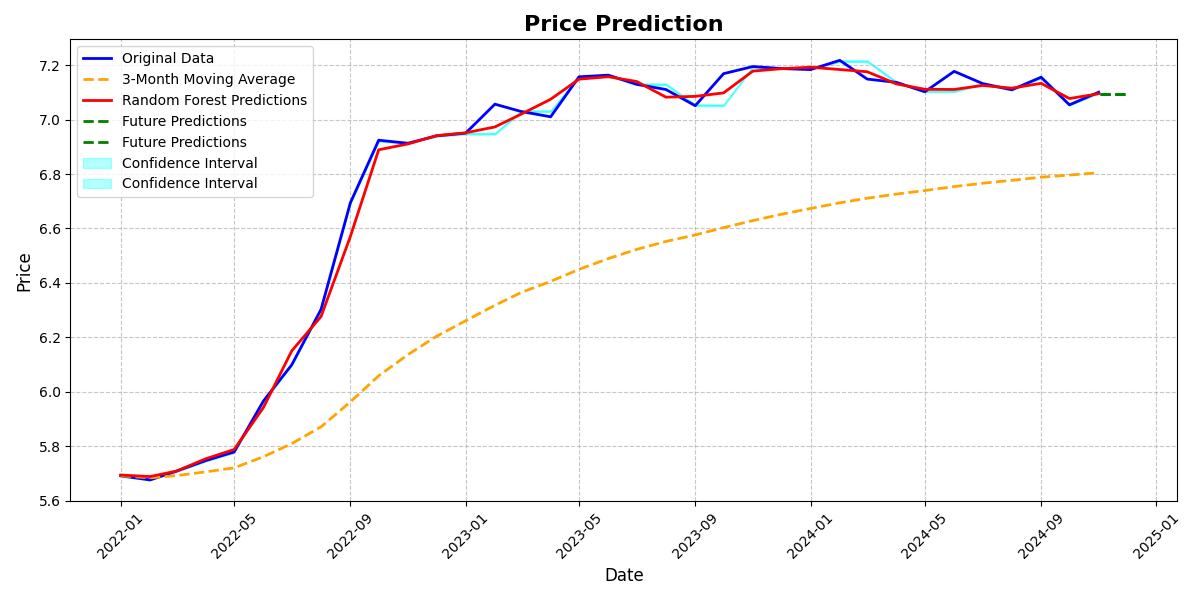 Price Prediction
Original Data
3-Month Moving Average
Random Forest Predictions
Future Predictions
Future Predictions
Confidence Interval
Confidence Interval
7.2
7.0
6.8
6.6
6.4
6.2
6.0
5.8
5.6
Price
2022-01
2022-05
2022-09
2023-01
2023-05
2023-09
2024-01
2024-05
2024-09
2025-01
Date